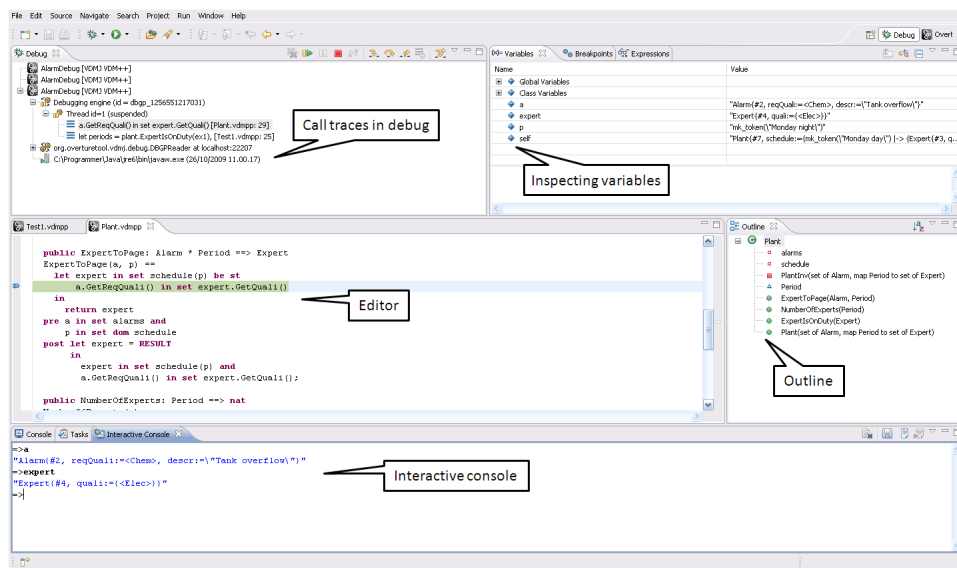 File Edit Source Navigate Search Project Run Window Help
Debug Overt
Debug
AlarmDebug [VDMJ VDM++]
AlarmDebug [VDMJ VDM++]
AlarmDebug [VDMJ VDM++]
Debugging engine (id = dbgp_1256551217031)
Thread id=1 (suspended)
a.GetReqQuali() in set expert.GetQuali() [Plant.vdmpp: 29]
let periods = plant.ExpertIsOnDuty(ex1), [Test1.vdmpp: 25]
org.overturetool.vdmj.debug.DBGPReader at localhost:22207
C:\Programmer\Java\jre6\bin\javaw.exe (26/10/2009 11.00.17)
Call traces in debug
Variables Breakpoints Expressions
Name Value
Global Variables
Class Variables
a "Alarm{#2, reqQuali:=<Chem>, descr:=\"Tank overflow\"}"
expert "Expert{#4, quali:={<Elec>}}"
p "mk_token(\"Monday night\")"
self "Plant{#7, schedule:={mk_token(\"Monday day\") |-> {Expert{#3, q...
Inspecting variables
Test1.vdmpp Plant.vdmpp
public ExpertToPage: Alarm * Period ==> Expert
ExpertToPage(a, p) ==
let expert in set schedule(p) be st
a.GetReqQuali() in set expert.GetQuali()
in
return expert
pre a in set alarms and
p in set dom schedule
post let expert = RESULT
in
expert in set schedule(p) and
a.GetReqQuali() in set expert.GetQuali();
public NumberOfExperts: Period ==> nat
Editor
Outline
Plant
alarms
schedule
PlantInv(set of Alarm, map Period to set of Expert)
Period
ExpertToPage(Alarm, Period)
NumberOfExperts(Period)
ExpertIsOnDuty(Expert)
Plant(set of Alarm, map Period to set of Expert)
Outline
Console Tasks Interactive Console
=>a
"Alarm{#2, reqQuali:=<Chem>, descr:=\"Tank overflow\"}"
=>expert
"Expert{#4, quali:={<Elec>}}"
=>
Interactive console